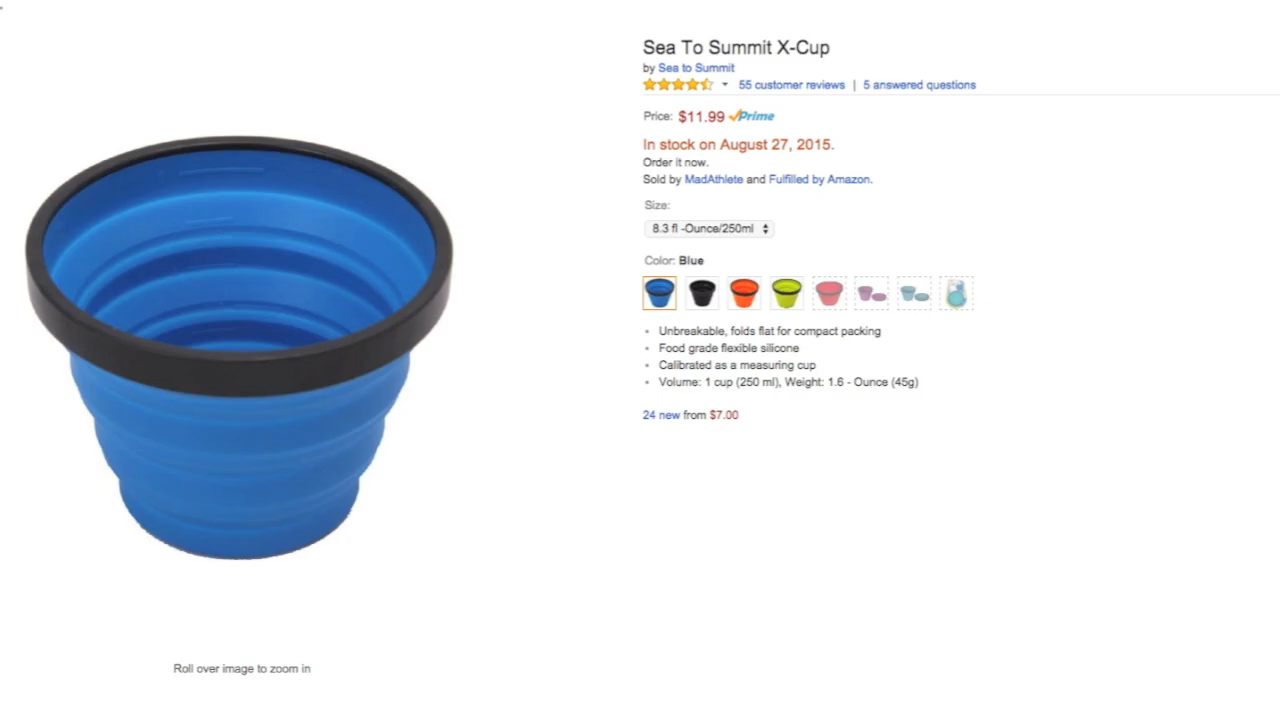 Sea To Summit X-Cup
by Sea to Summit
55 customer reviews | 5 answered questions
Price: $11.99 Prime
In stock on August 27, 2015.
Order it now.
Sold by MadAthlete and Fulfilled by Amazon.
Size:
8.3 fl -Ounce/250ml
Color: Blue
Unbreakable, folds flat for compact packing
Food grade flexible silicone
Calibrated as a measuring cup
Volume: 1 cup (250 ml), Weight: 1.6 - Ounce (45g)
24 new from $7.00
Roll over image to zoom in